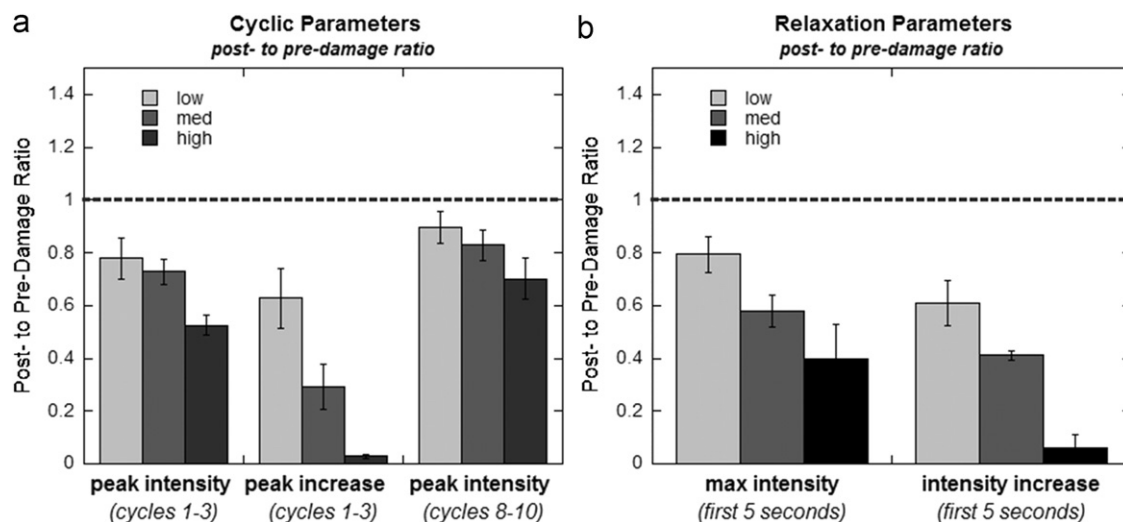 a
Cyclic Parameters
post- to pre-damage ratio
Post- to Pre-Damage Ratio
1.4
1.2
1
0.8
0.6
0.4
0.2
0
low
med
high
peak intensity
(cycles 1-3)
peak increase
(cycles 1-3)
peak intensity
(cycles 8-10)
b
Relaxation Parameters
post- to pre-damage ratio
Post- to Pre-Damage Ratio
1.4
1.2
1
0.8
0.6
0.4
0.2
0
low
med
high
max intensity
(first 5 seconds)
intensity increase
(first 5 seconds)